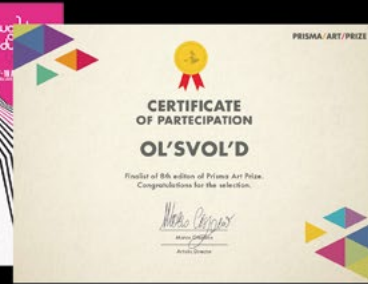 PRISMA/ART/PRIZE
CERTIFICATE
OF PARTECIPATION
OL'SVOL'D
Finalist of 8th editon of Prisma Art Prize.
Congratulations for the selection.
Artistic Director